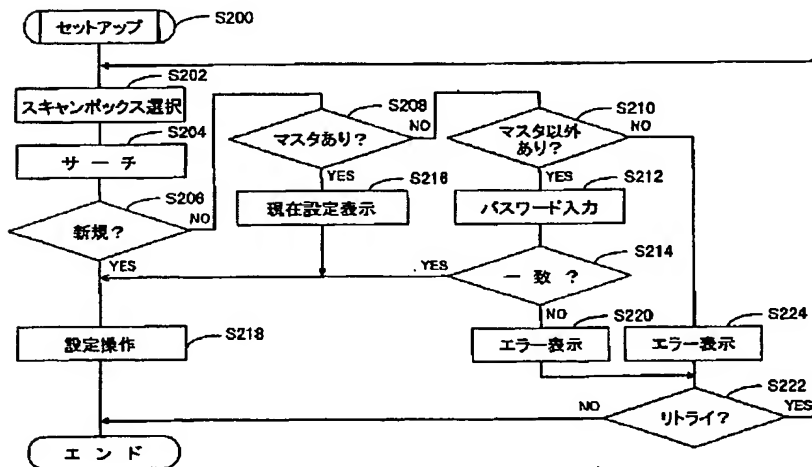 セットアップ
S200
S202
スキャンボックス選択
S204
サーチ
S206
新規?
NO
YES
S208
マスタあり?
NO
YES
S216
現在設定表示
S210
マスタ以外
あり?
NO
YES
S212
パスワード入力
S214
一致?
YES
NO
S220
エラー表示
S224
エラー表示
S218
設定操作
S222
リトライ?
NO
YES
エンド